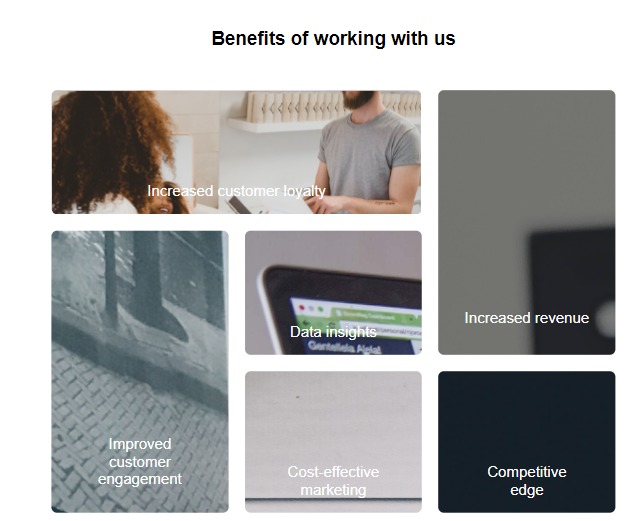 Benefits of working with us
Increased customer loyalty
Increased revenue
Data insights
Improved
customer
engagement
Cost-effective
marketing
Competitive
edge